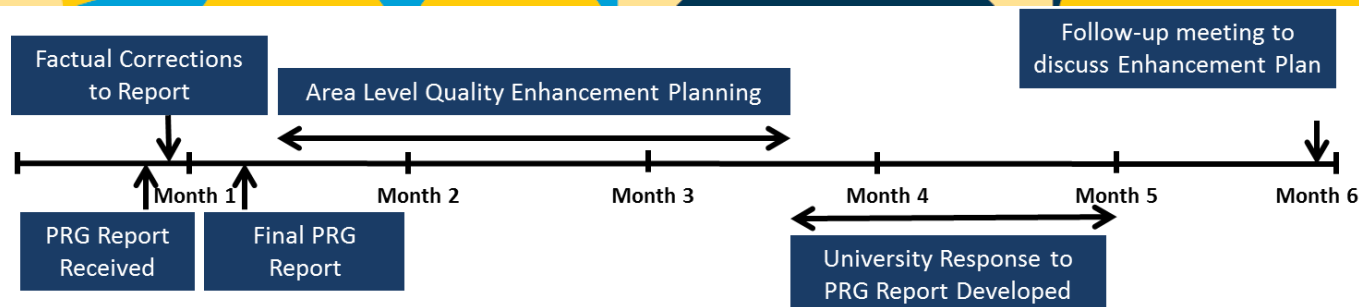 Factual Corrections
to Report
Area Level Quality Enhancement Planning
Follow-up meeting to
discuss Enhancement Plan
Month 1
Month 2
Month 3
Month 4
Month 5
Month 6
PRG Report
Received
Final PRG
Report
University Response to
PRG Report Developed